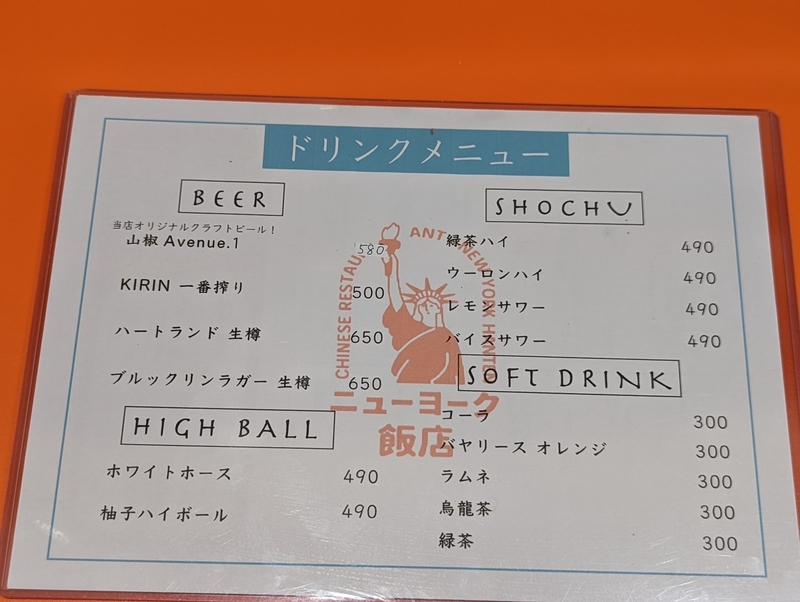 ドリンクメニュー
BEER
当店オリジナルクラフトビール！
山椒 Avenue.1 580
KIRIN 一番搾り 500
ハートランド 生樽 650
ブルックリンラガー 生樽 650
HIGH BALL
ホワイトホース 490
柚子ハイボール 490
SHOCHU
緑茶ハイ 490
ウーロンハイ 490
レモンサワー 490
バイスサワー 490
SOFT DRINK
コーラ 300
バヤリース オレンジ 300
ラムネ 300
烏龍茶 300
緑茶 300
CHINESE RESTAU
ANT NEW YORK HANTEN
ニューヨーク
飯店